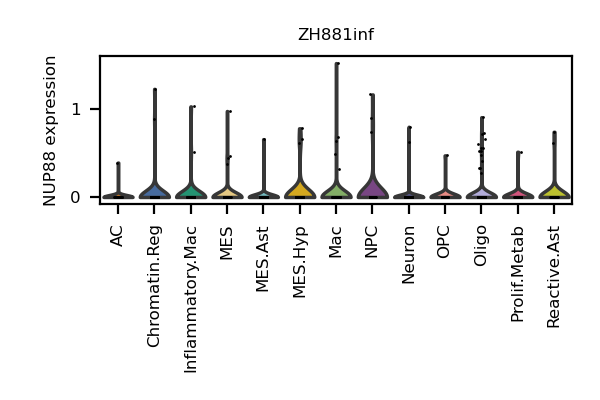 ZH881inf
NUP88 expression
1
0
AC
Chromatin.Reg
Inflammatory.Mac
MES
MES.Ast
MES.Hyp
Mac
NPC
Neuron
OPC
Oligo
Prolif.Metab
Reactive.Ast